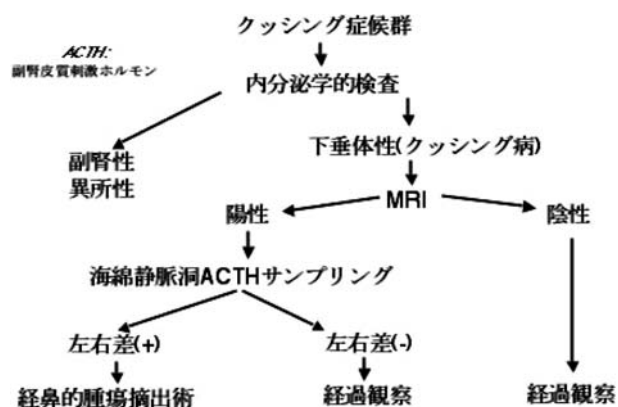 クッシング症候群
ACTH:
副腎皮質刺激ホルモン
内分泌学的検査
副腎性
異所性
下垂体性(クッシング病)
MRI
陽性
陰性
海綿静脈洞ACTHサンプリング
左右差(+)
左右差(-)
経鼻的腫瘍摘出術
経過観察
経過観察